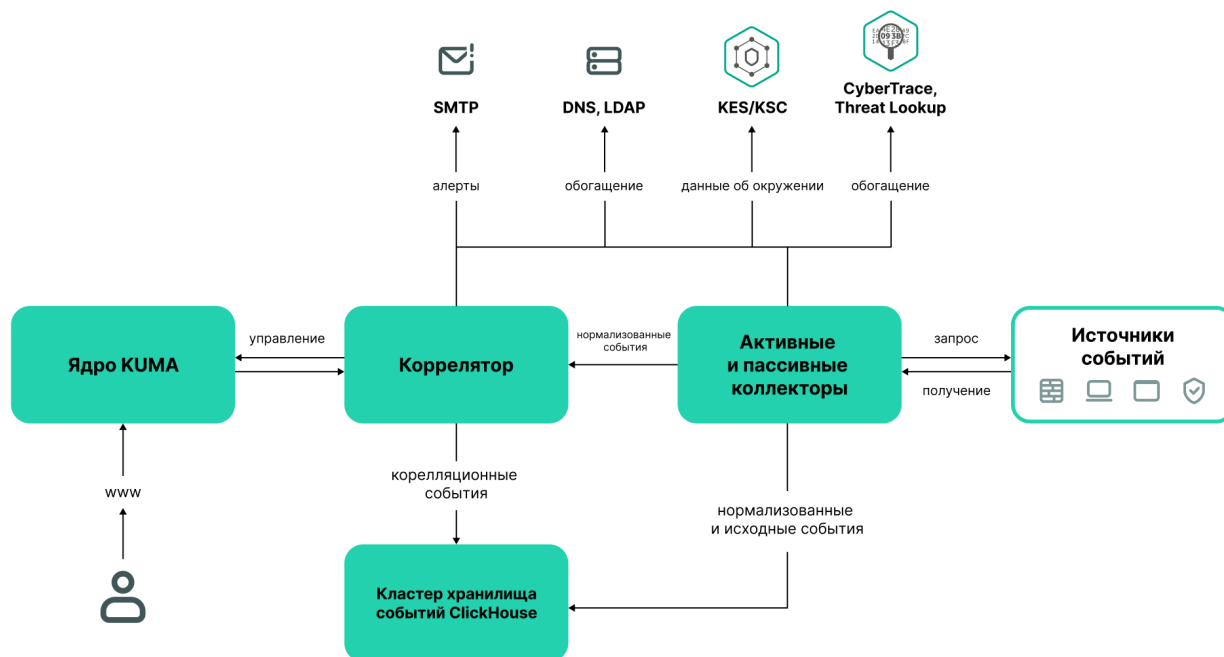 SMTP
DNS, LDAP
KES/KSC
CyberTrace,
Threat Lookup
алерты
обогащение
данные об окружении
обогащение
Ядро KUMA
управление
Коррелятор
нормализованные
события
Активные
и пассивные
коллекторы
запрос
получение
Источники
событий
www
корелляционные
события
нормализованные
и исходные события
Кластер хранилища
событий ClickHouse